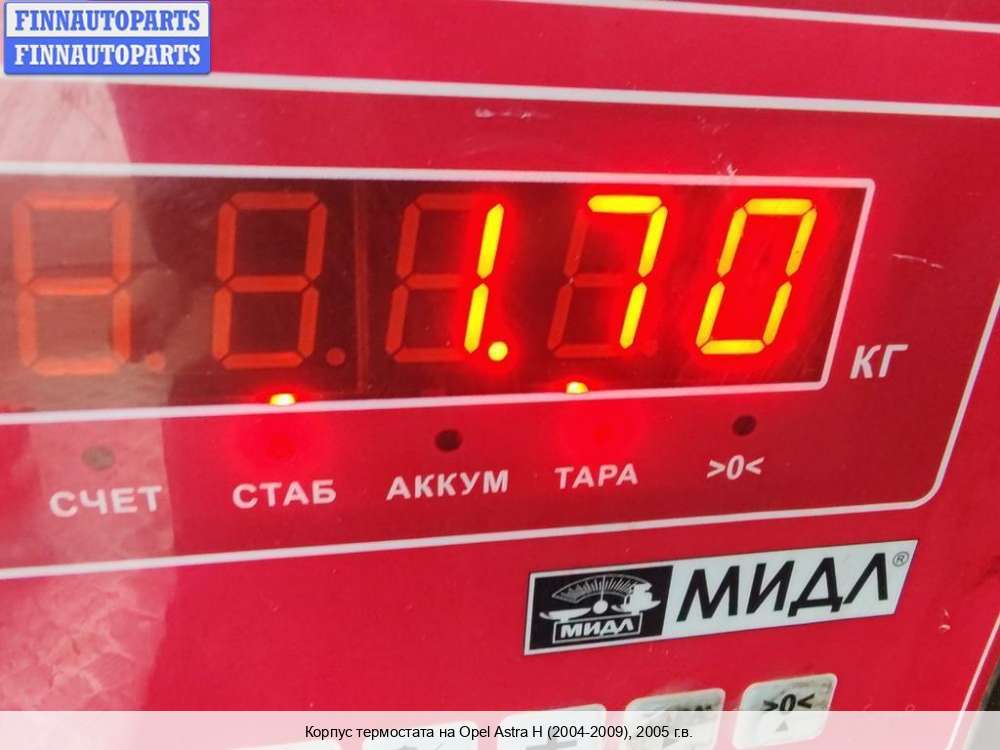 FINNAUTOPARTS
FINNAUTOPARTS
1.70
КГ
СЧЕТ СТАБ АККУМ ТАРА >0<
МИДЛ МИДЛ®
>0<
Корпус термостата на Opel Astra H (2004-2009), 2005 г.в.